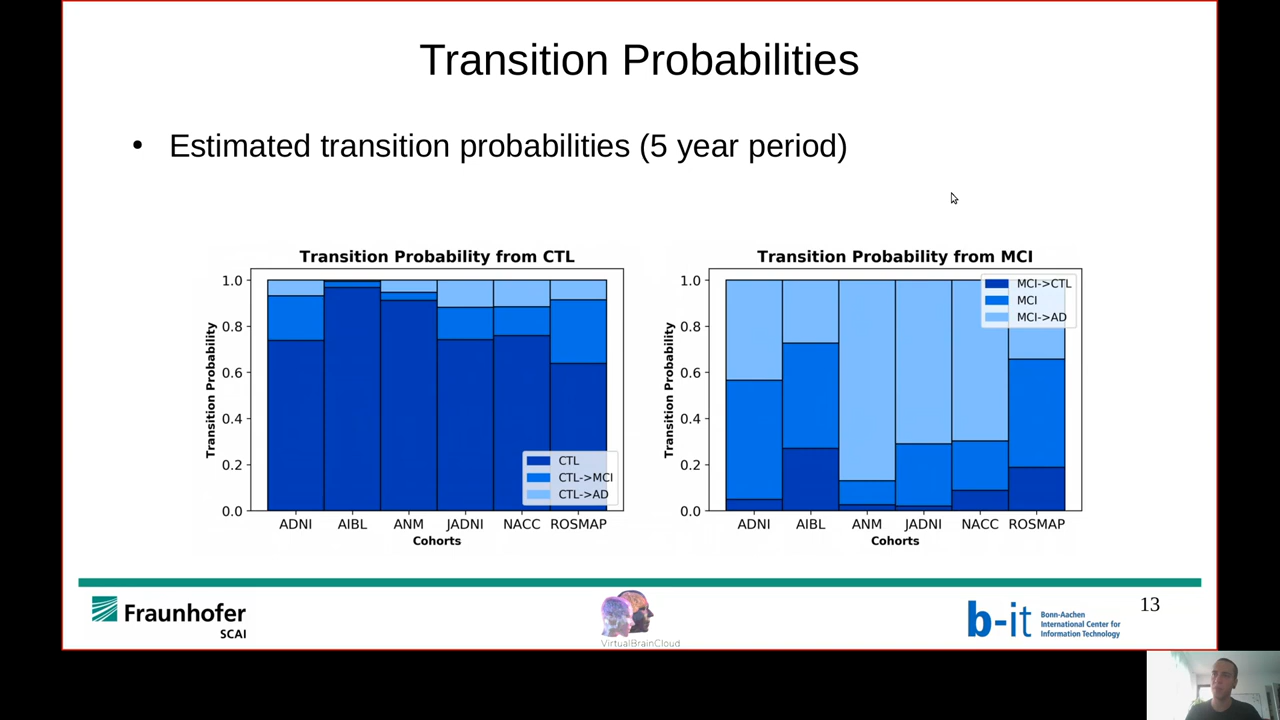 Transition Probabilities
• Estimated transition probabilities (5 year period)
Transition Probability from CTL
Transition Probability
1.0
0.8
0.6
0.4
0.2
0.0
CTL
CTL->MCI
CTL->AD
ADNI AIBL ANM JADNI NACC ROSMAP
Cohorts
Transition Probability from MCI
Transition Probability
1.0
0.8
0.6
0.4
0.2
0.0
MCI->CTL
MCI
MCI->AD
ADNI AIBL ANM JADNI NACC ROSMAP
Cohorts
Fraunhofer
SCAI
VirtualBrainCloud
b-it
Bonn-Aachen
International Center for
Information Technology
13